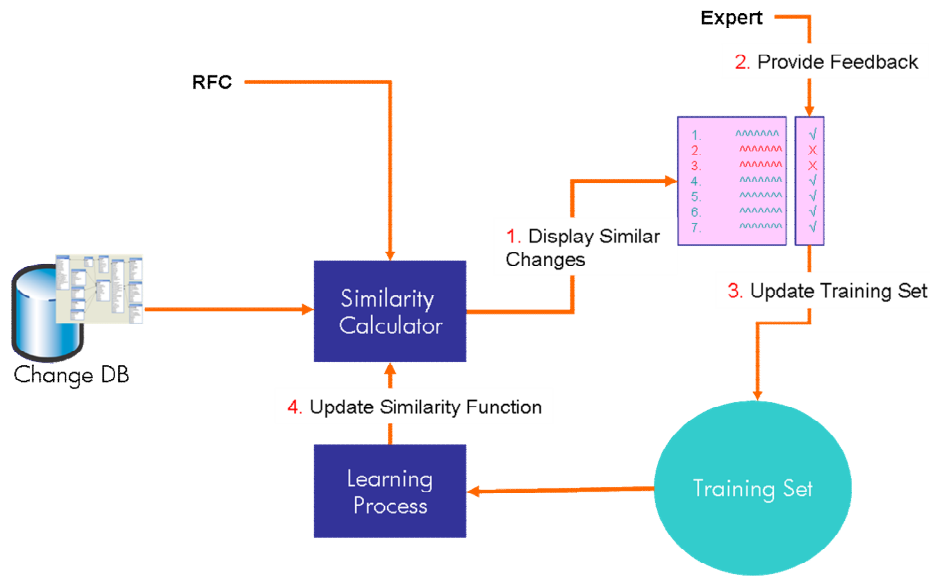 Expert
2. Provide Feedback
RFC
1. ^^^^^^^ √
2. ^^^^^^^ X
3. ^^^^^^^ X
4. ^^^^^^^ √
5. ^^^^^^^ √
6. ^^^^^^^ √
7. ^^^^^^^ √
1. Display Similar
Changes
3. Update Training Set
Similarity
Calculator
Change DB
4. Update Similarity Function
Learning
Process
Training Set